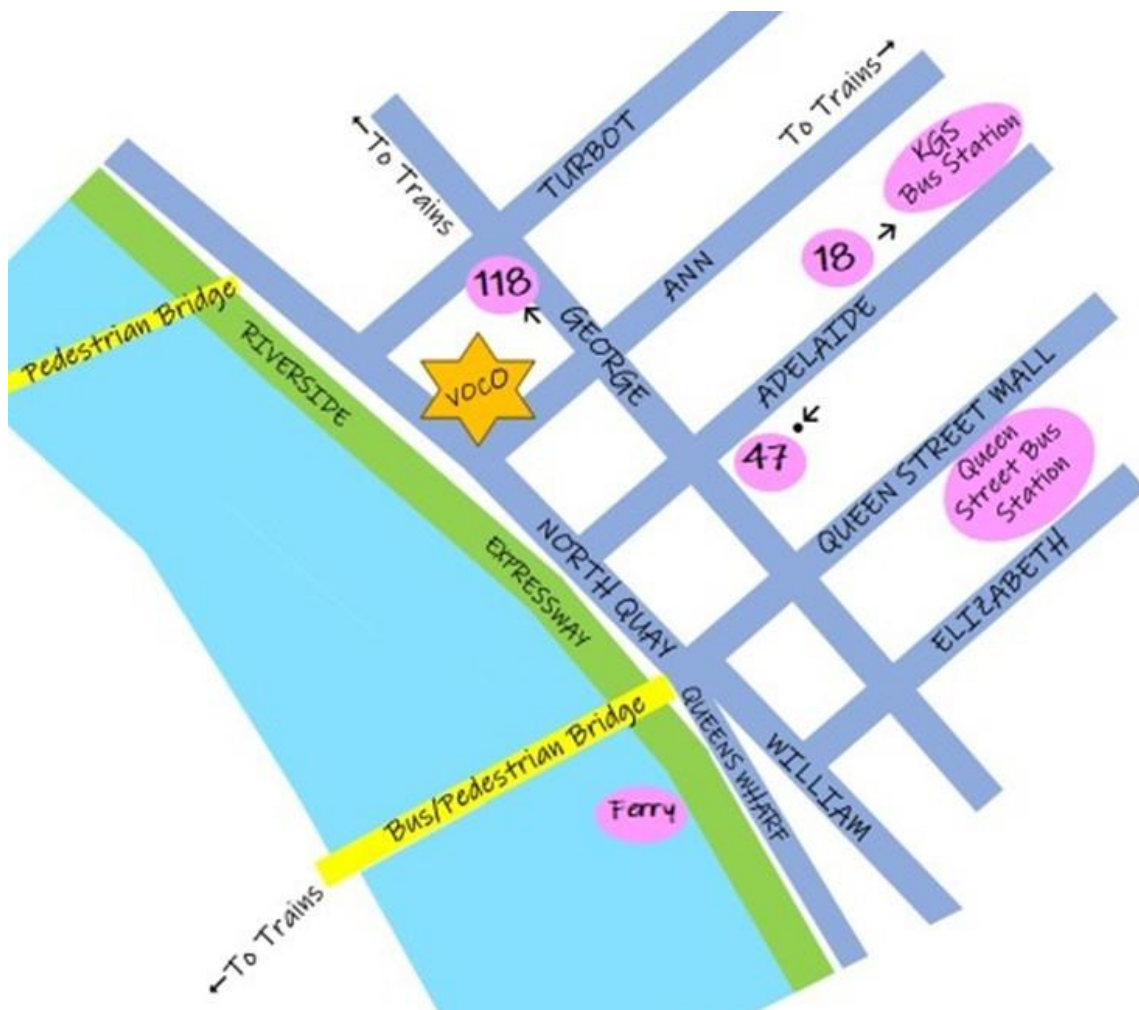 TURBOT
To Trains→
←To Trains
KGS
Bus Station
118
18
ANN
GEORGE
Pedestrian Bridge
RIVERSIDE
VOCO
ADELAIDE
47
QUEEN STREET MALL
Queen
Street Bus
Station
EXPRESSWAY
NORTH QUAY
ELIZABETH
Bus/Pedestrian Bridge
QUEENS WHARF
WILLIAM
Ferry
←To Trains